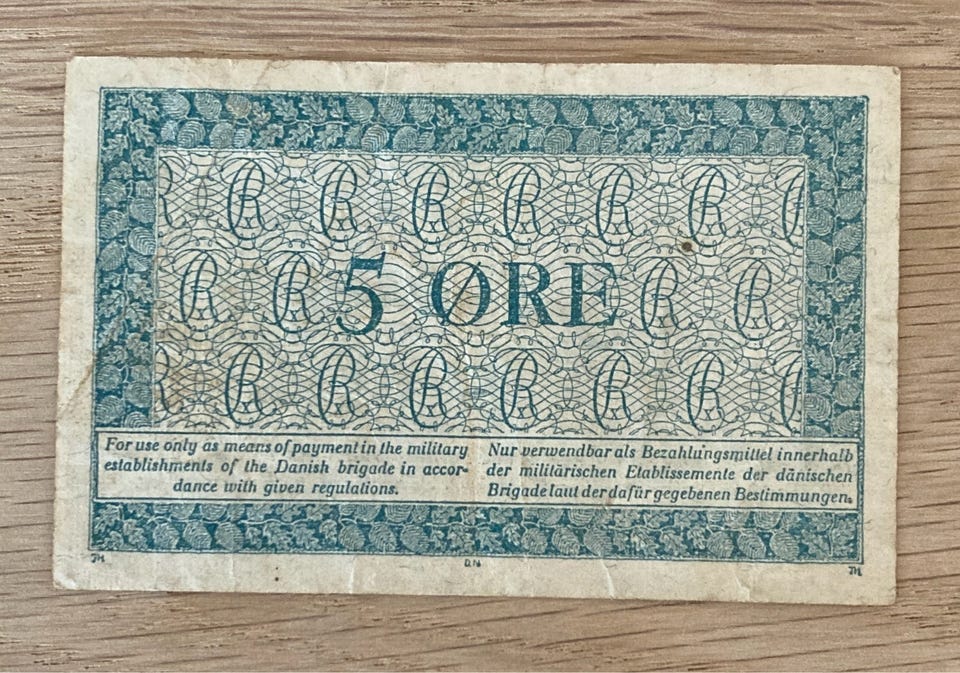 5 ØRE
For use only as means of payment in the military
establishments of the Danish brigade in accor-
dance with given regulations.
Nur verwendbar als Bezahlungsmittel innerhalb
der militärischen Etablissemente der dänischen
Brigade laut der dafür gegebenen Bestimmungen.